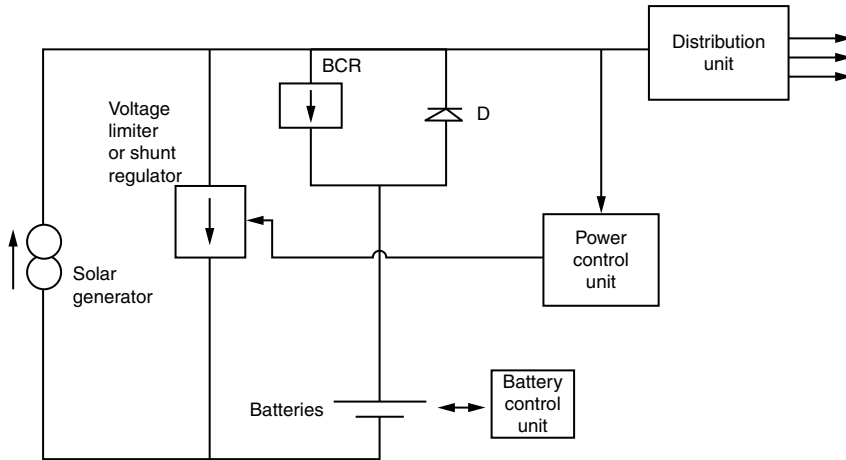 Distribution
unit
BCR
D
Voltage
limiter
or shunt
regulator
Power
control
unit
Solar
generator
Batteries
Battery
control
unit